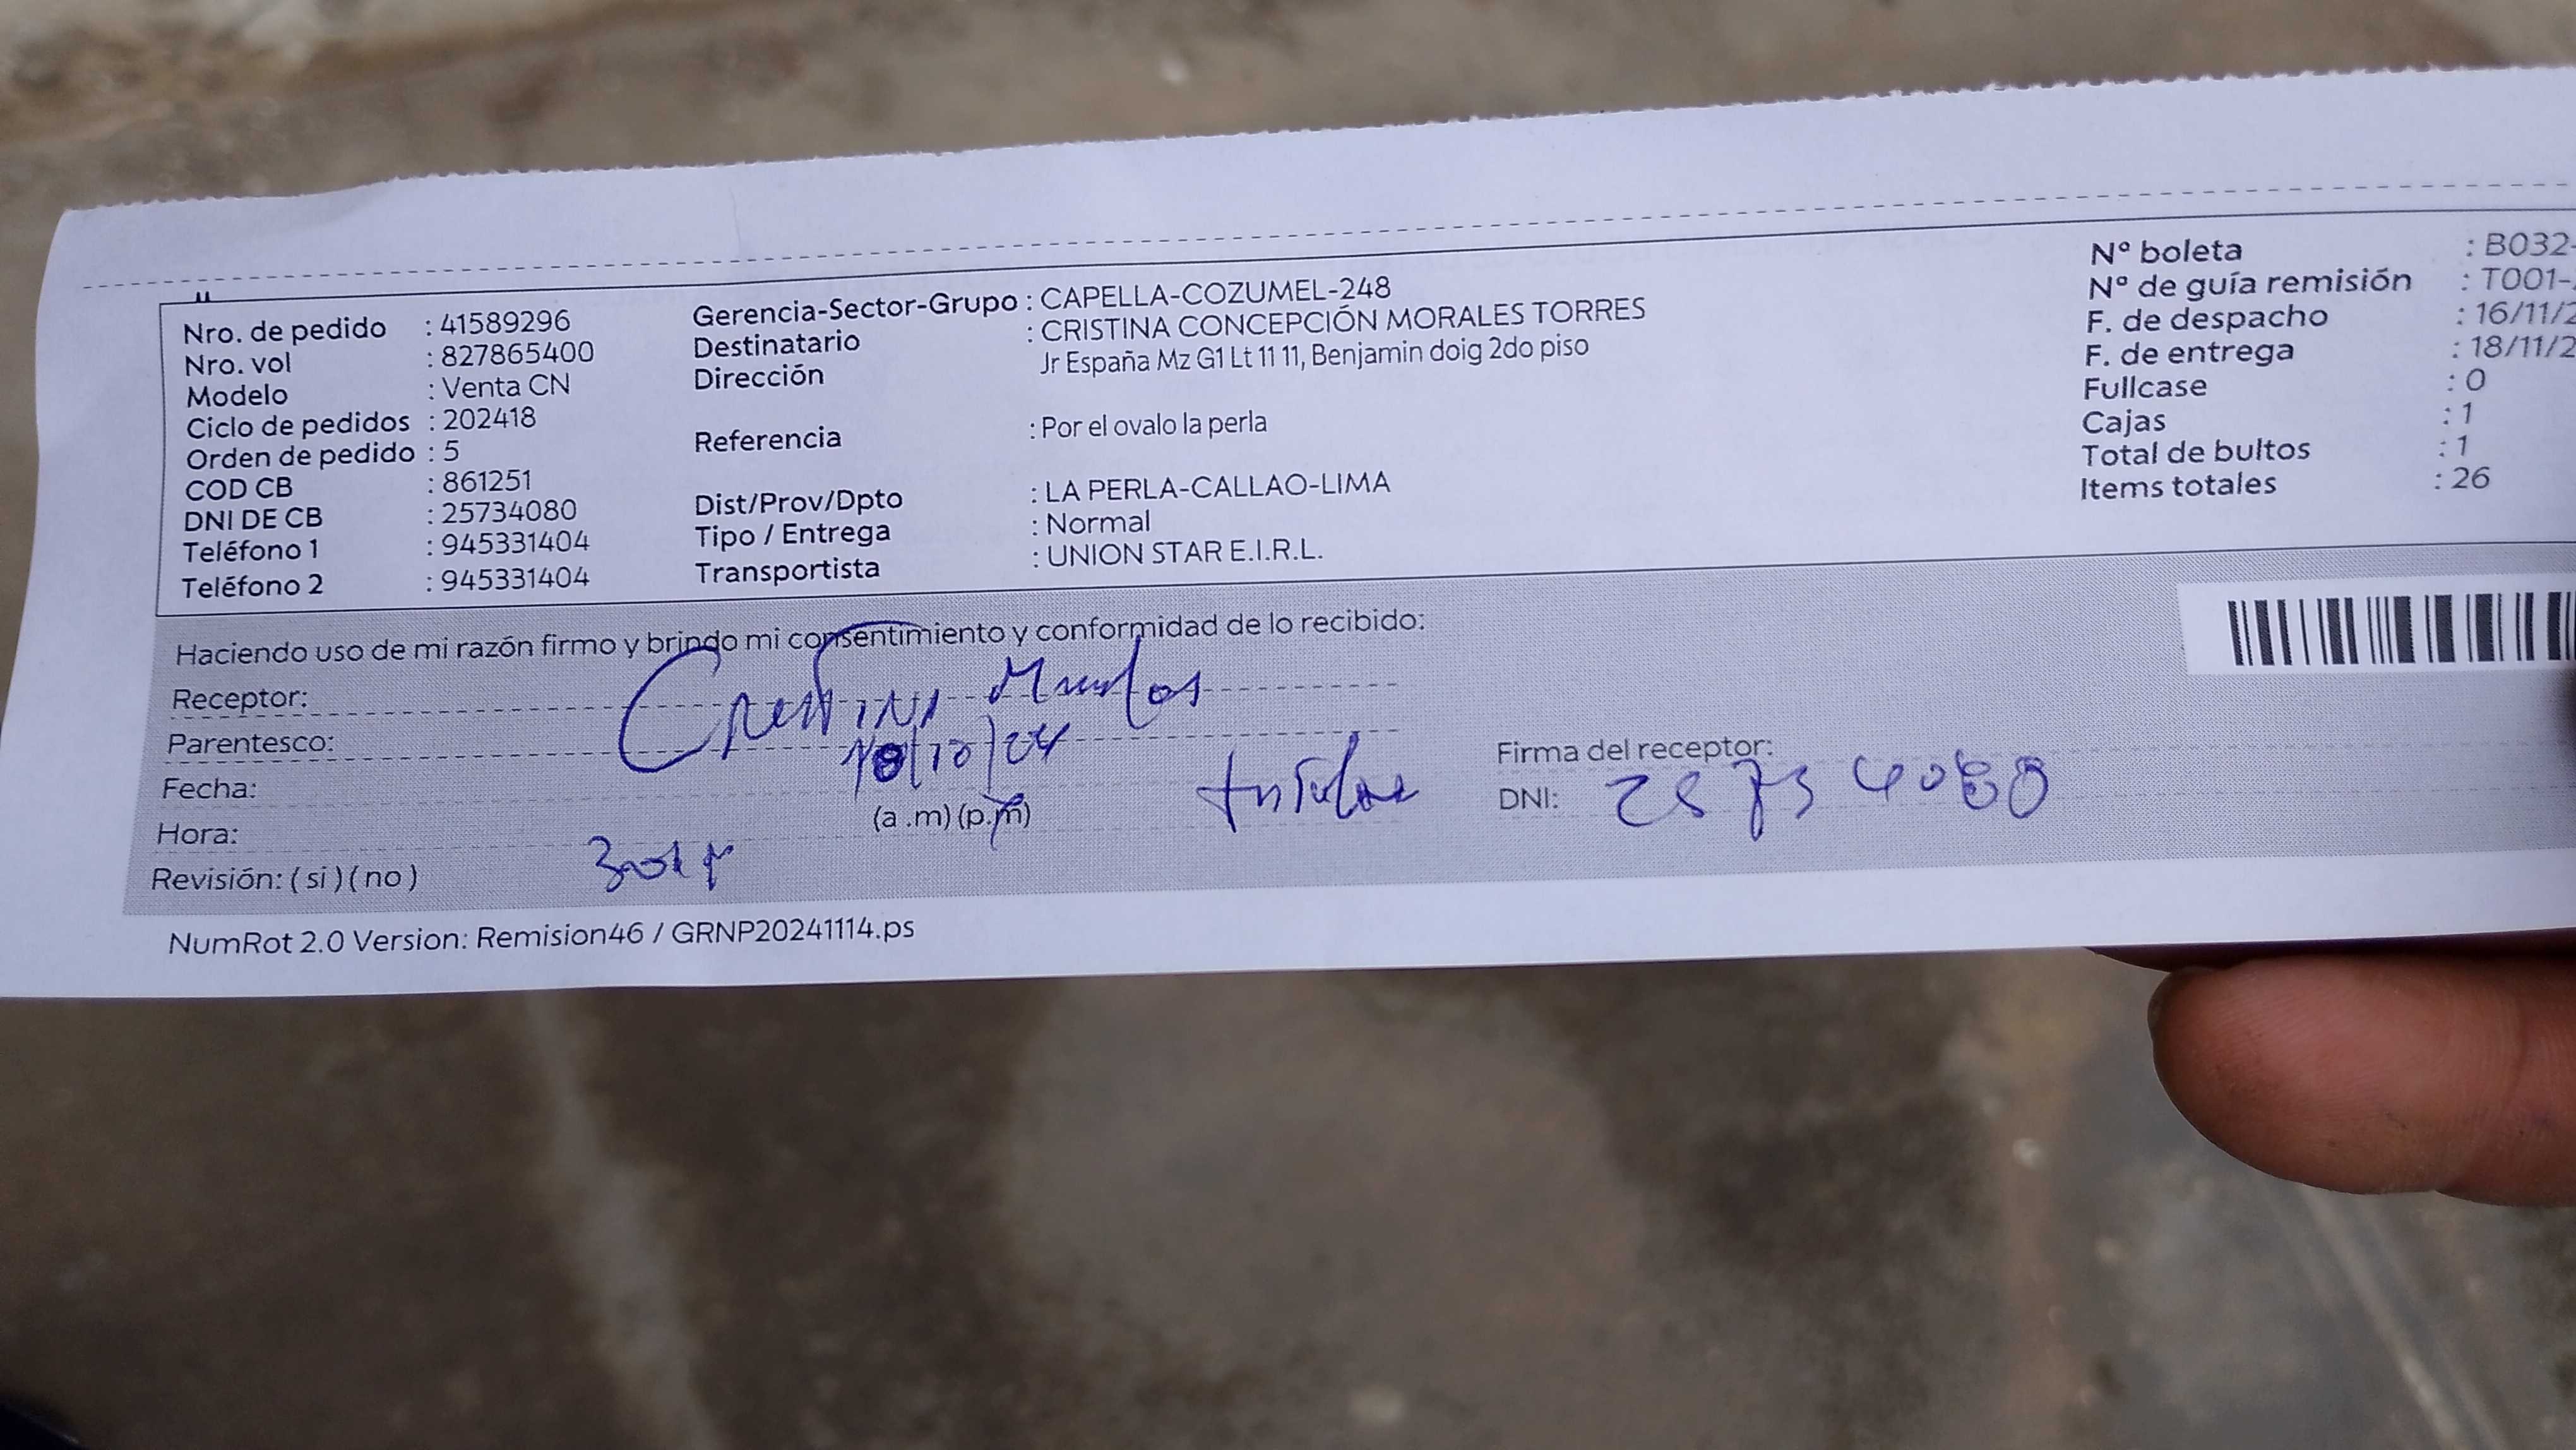 Nro. de pedido : 41589296
Nro. vol : 827865400
Modelo : Venta CN
Ciclo de pedidos : 202418
Orden de pedido : 5
COD CB : 861251
DNI DE CB : 25734080
Teléfono 1 : 945331404
Teléfono 2 : 945331404
Gerencia-Sector-Grupo : CAPELLA-COZUMEL-248
Destinatario : CRISTINA CONCEPCIÓN MORALES TORRES
Dirección Jr España Mz G1 Lt 11 11, Benjamin doig 2do piso
Referencia : Por el ovalo la perla
Dist/Prov/Dpto : LA PERLA-CALLAO-LIMA
Tipo / Entrega : Normal
Transportista : UNION STAR E.I.R.L.
Nº boleta : B032-
Nº de guía remisión : T001-
F. de despacho : 16/11/2
F. de entrega : 18/11/2
Fullcase : 0
Cajas : 1
Total de bultos : 1
Items totales : 26
Haciendo uso de mi razón firmo y brindo mi consentimiento y conformidad de lo recibido:
Receptor:
Parentesco:
Fecha:
Hora: (a .m) (p.m)
Revisión: ( si ) ( no )
Firma del receptor:
DNI: 25734080
NumRot 2.0 Version: Remision46 / GRNP20241114.ps